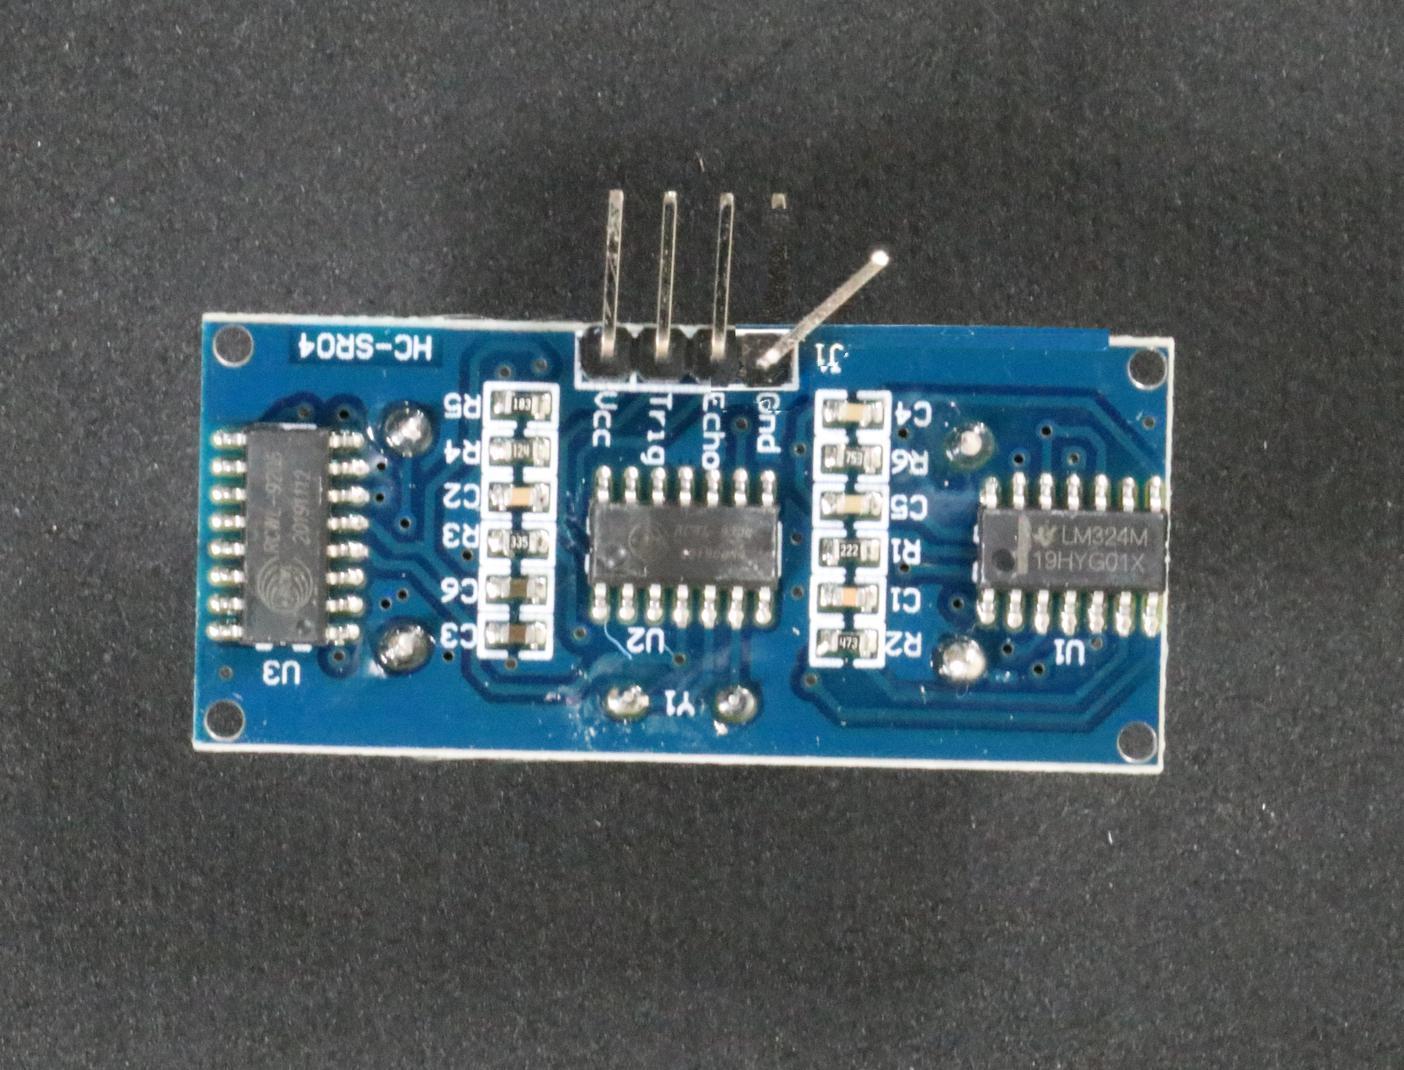 HC-SR04
J1
Vcc
Trig
Echo
Gnd
R5
103
R4
124
C2
R3
335
C6
C3
C4
R6
753
C5
R1
222
C1
R2
473
U3
20191112
U2
Y1
LM324M
19HYG01X
U1